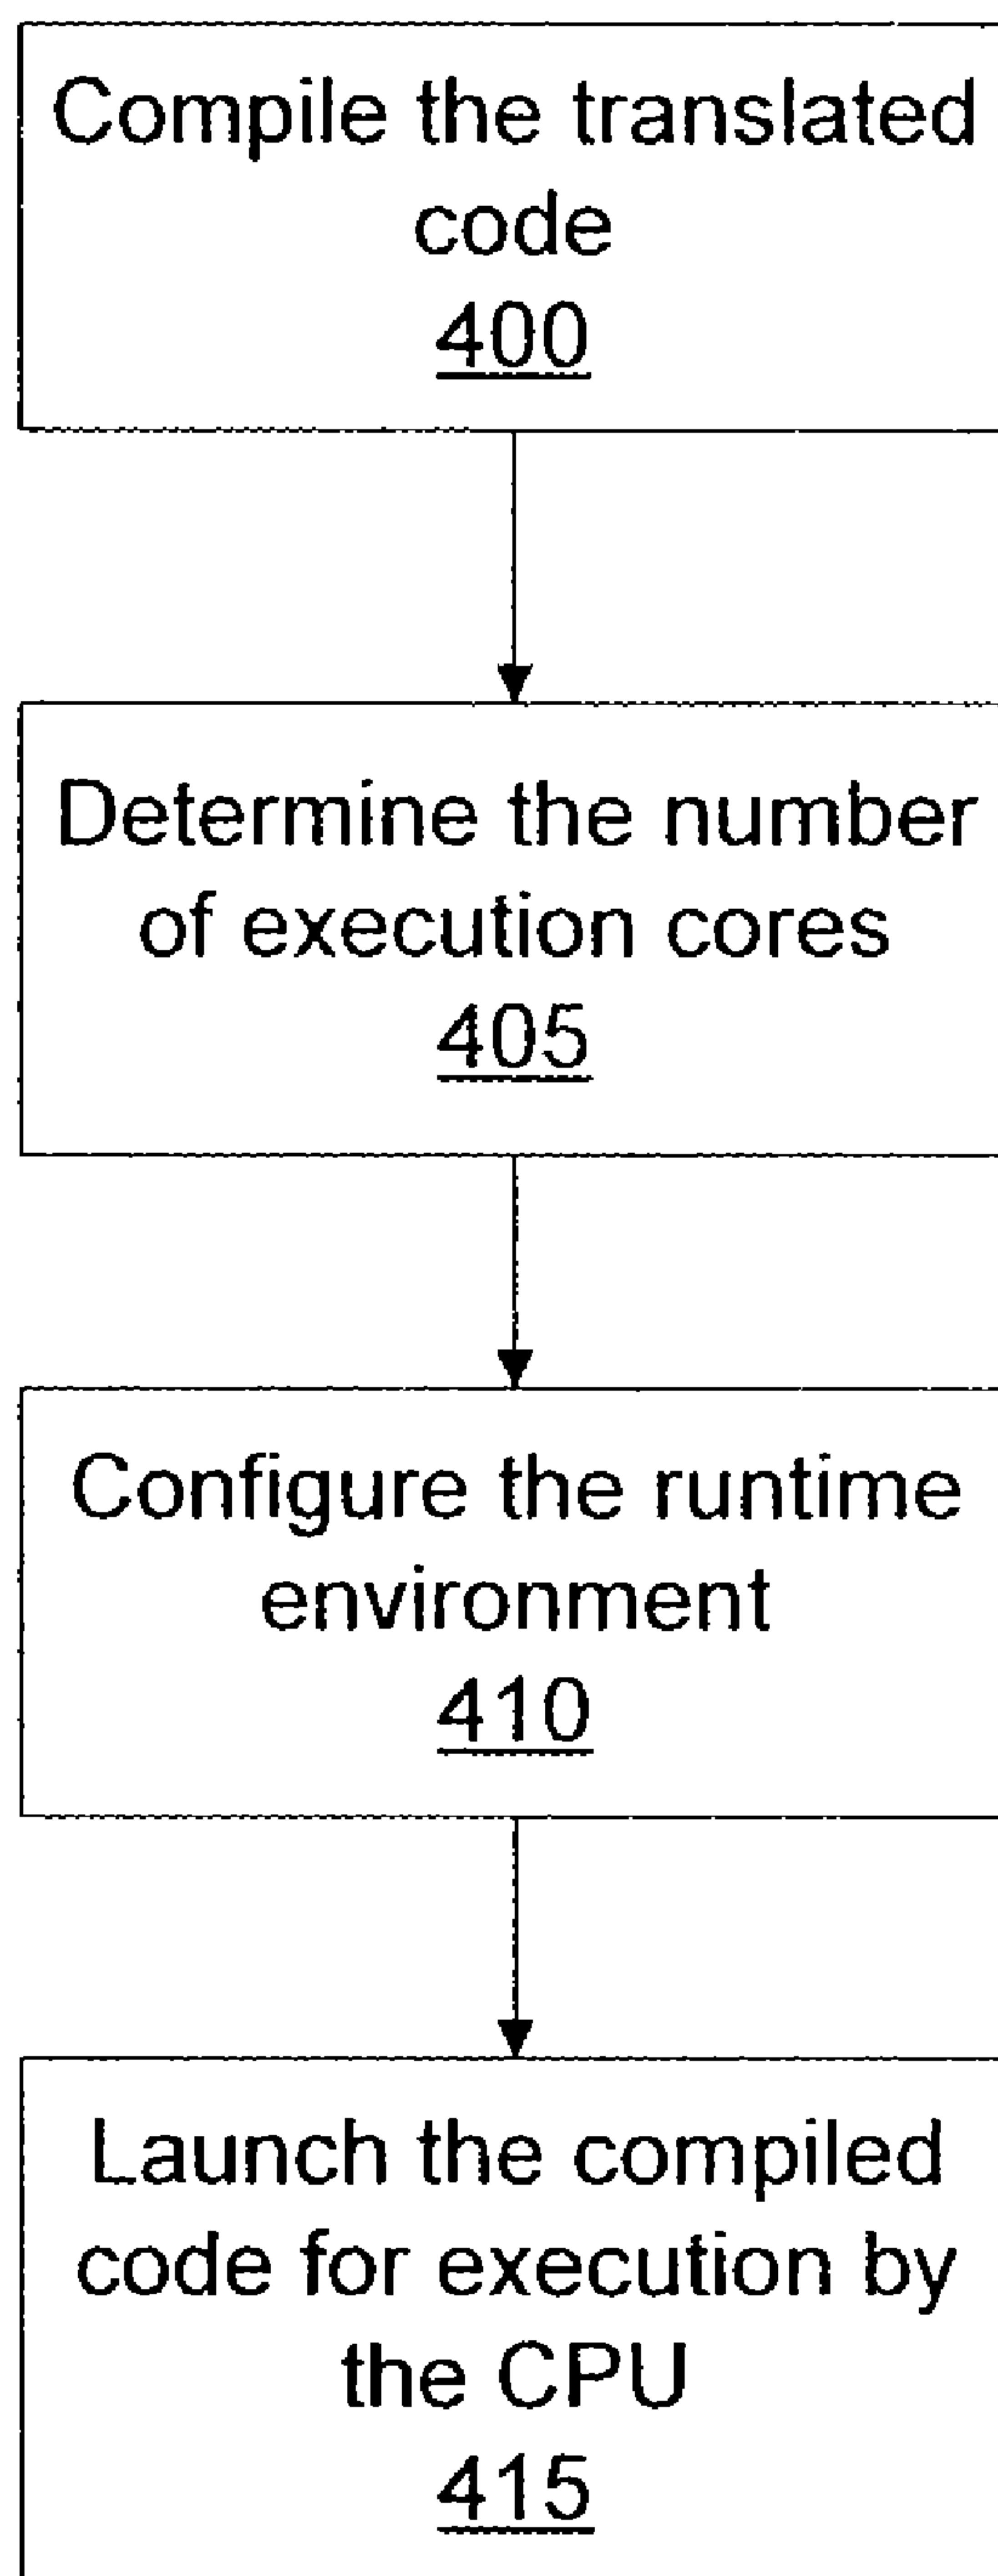 Compile the translated
code
400
Determine the number
of execution cores
405
Configure the runtime
environment
410
Launch the compiled
code for execution by
the CPU
415